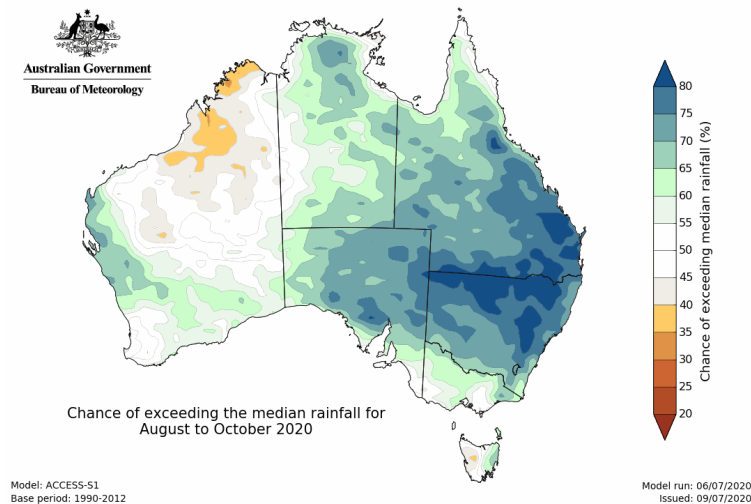 Australian Government
Bureau of Meteorology
80
75
70
65
60
55
50
45
40
35
30
25
20
Chance of exceeding median rainfall (%)
Chance of exceeding the median rainfall for
August to October 2020
Model: ACCESS-S1
Base period: 1990-2012
Model run: 06/07/2020
Issued: 09/07/2020